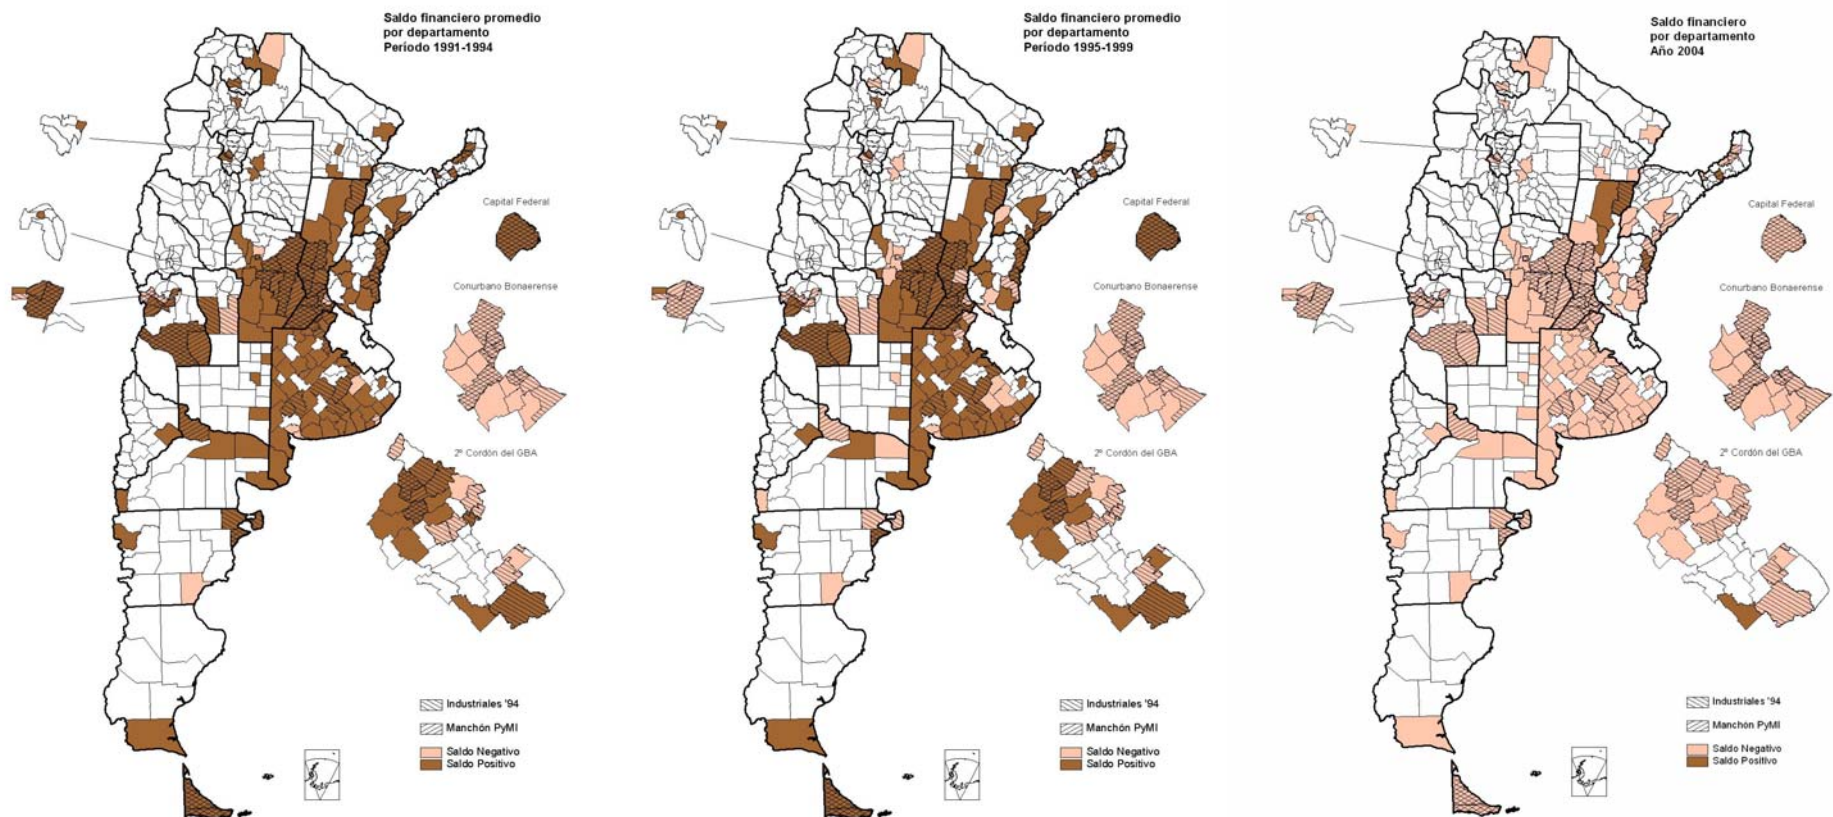 Saldo financiero promedio
por departamento
Período 1991-1994
Capital Federal
Conurbano Bonaerense
2º Cordón del GBA
Industriales '94
Manchón PyMI
Saldo Negativo
Saldo Positivo
Saldo financiero promedio
por departamento
Período 1995-1999
Capital Federal
Conurbano Bonaerense
2º Cordón del GBA
Industriales '94
Manchón PyMI
Saldo Negativo
Saldo Positivo
Saldo financiero
por departamento
Año 2004
Capital Federal
Conurbano Bonaerense
2º Cordón del GBA
Industriales '94
Manchón PyMI
Saldo Negativo
Saldo Positivo